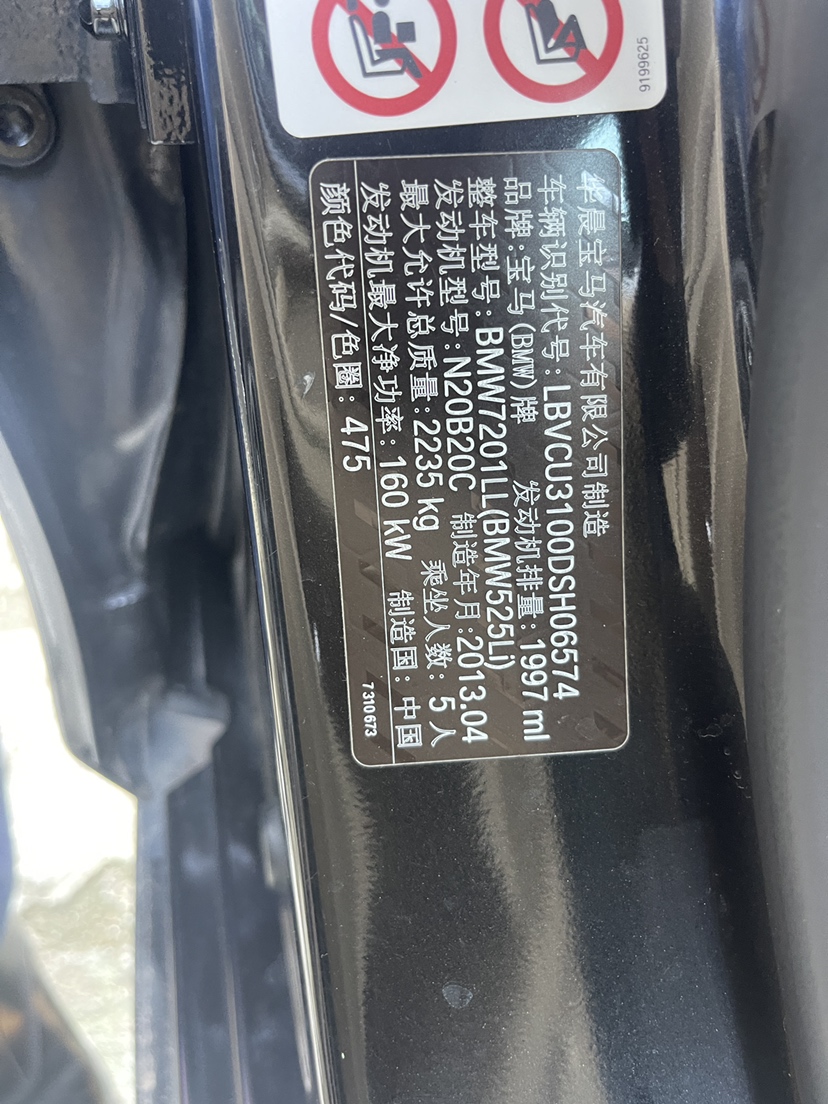 9199625
华晨宝马汽车有限公司制造
车辆识别代号:LBVCU3100DSH06574
品牌:宝马(BMW)牌 发动机排量:1997 ml
整车型号:BMW7201LL(BMW525Li)
发动机型号:N20B20C 制造年月:2013.04
最大允许总质量:2235 kg 乘坐人数: 5 人
发动机最大净功率: 160 kW 制造国: 中国
颜色代码/色圈: 475
7310673